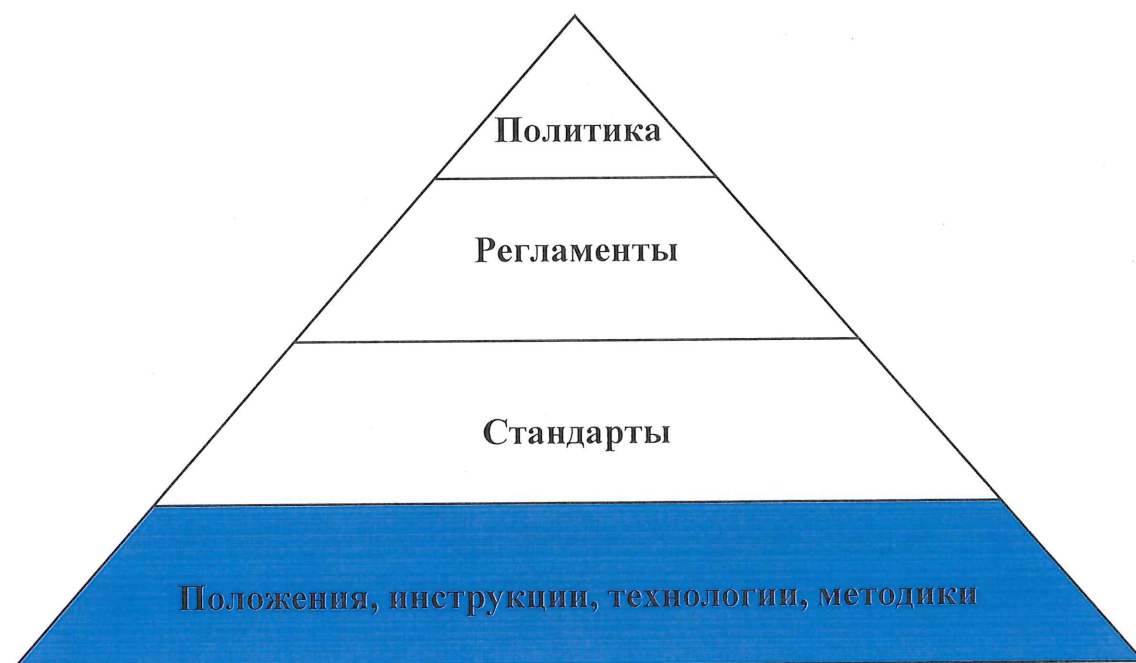 Политика
Регламенты
Стандарты
Положения, инструкции, технологии, методики